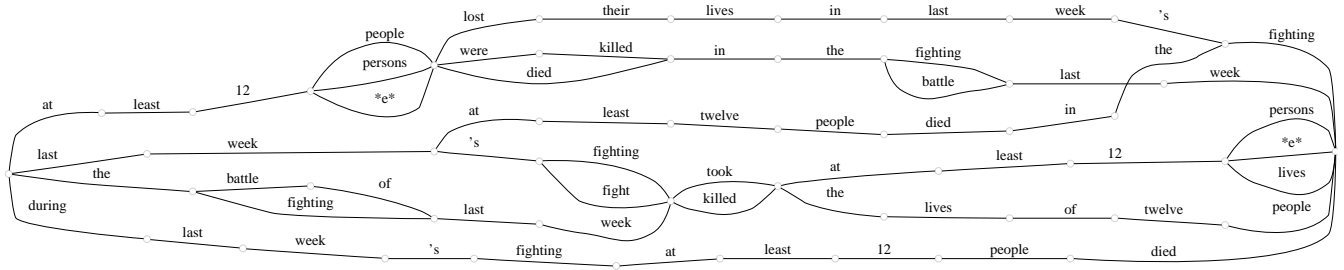 lost their lives in last week 's fighting
people were killed in the fighting the
persons died battle last week
*e*
at least 12
at least twelve people died in persons
last week 's fighting at least 12 *e*
the battle of fight took the lives
during fighting last week killed lives of twelve people
last week 's fighting at least 12 people died